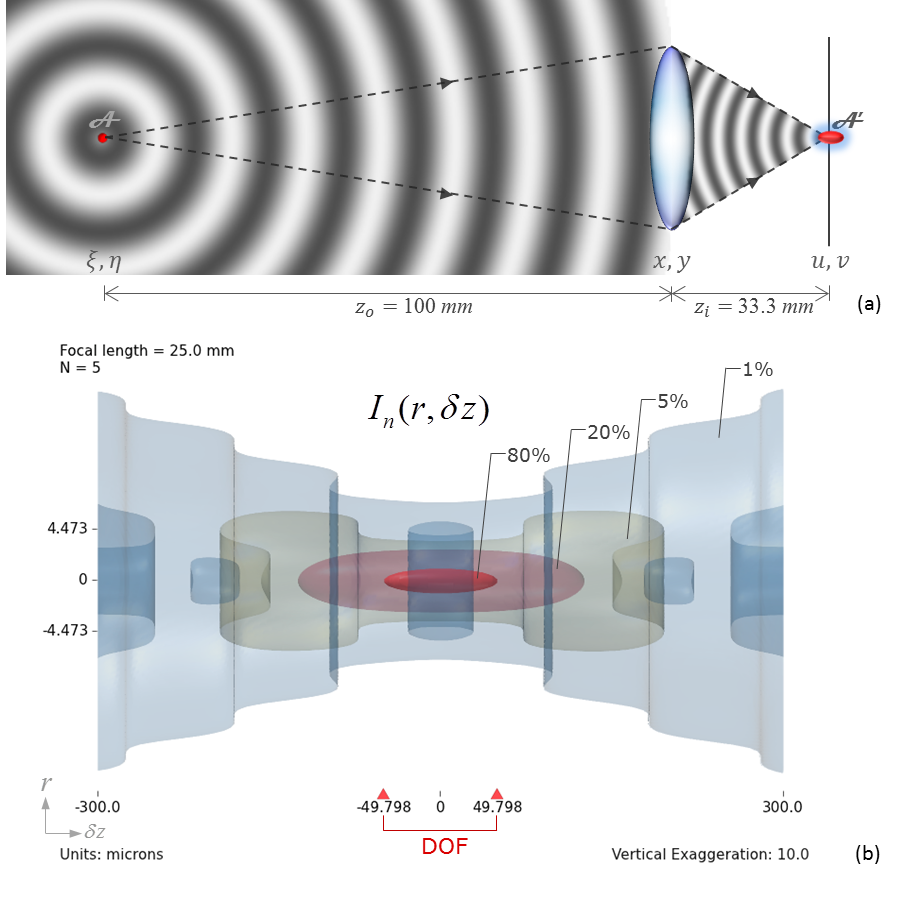 𝒜
𝒜′
ξ, η
x, y
u, v
z_o = 100 mm
z_i = 33.3 mm
(a)
Focal length = 25.0 mm
N = 5
I_n(r, δz)
1%
5%
20%
80%
4.473
0
-4.473
r
δz
-300.0
-49.798
0
49.798
300.0
DOF
Units: microns
Vertical Exaggeration: 10.0
(b)